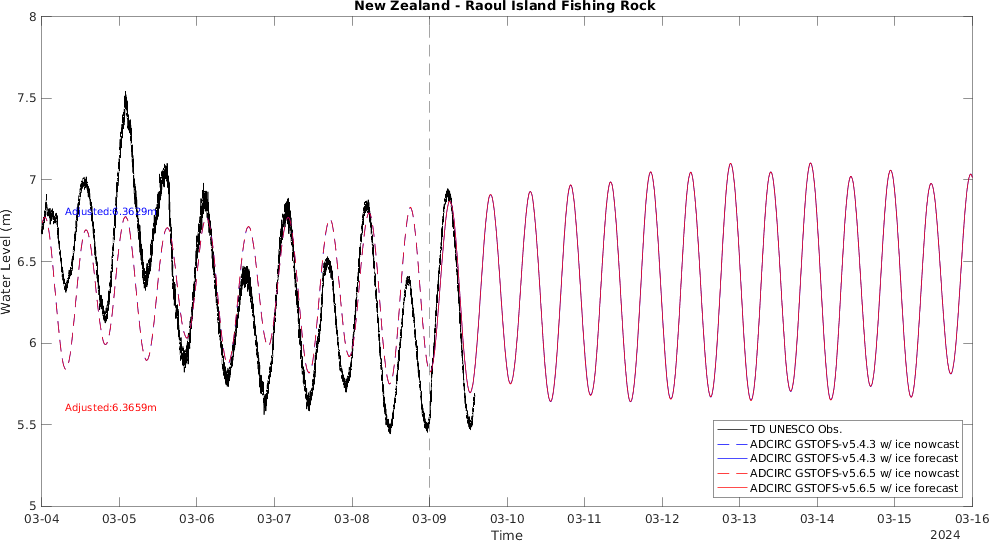 New Zealand - Raoul Island Fishing Rock
8
7.5
7
6.5
6
5.5
5
Water Level (m)
Adjusted:6.3629m
Adjusted:6.3659m
TD UNESCO Obs.
ADCIRC GSTOFS-v5.4.3 w/ ice nowcast
ADCIRC GSTOFS-v5.4.3 w/ ice forecast
ADCIRC GSTOFS-v5.6.5 w/ ice nowcast
ADCIRC GSTOFS-v5.6.5 w/ ice forecast
03-04 03-05 03-06 03-07 03-08 03-09 03-10 03-11 03-12 03-13 03-14 03-15 03-16
Time
2024